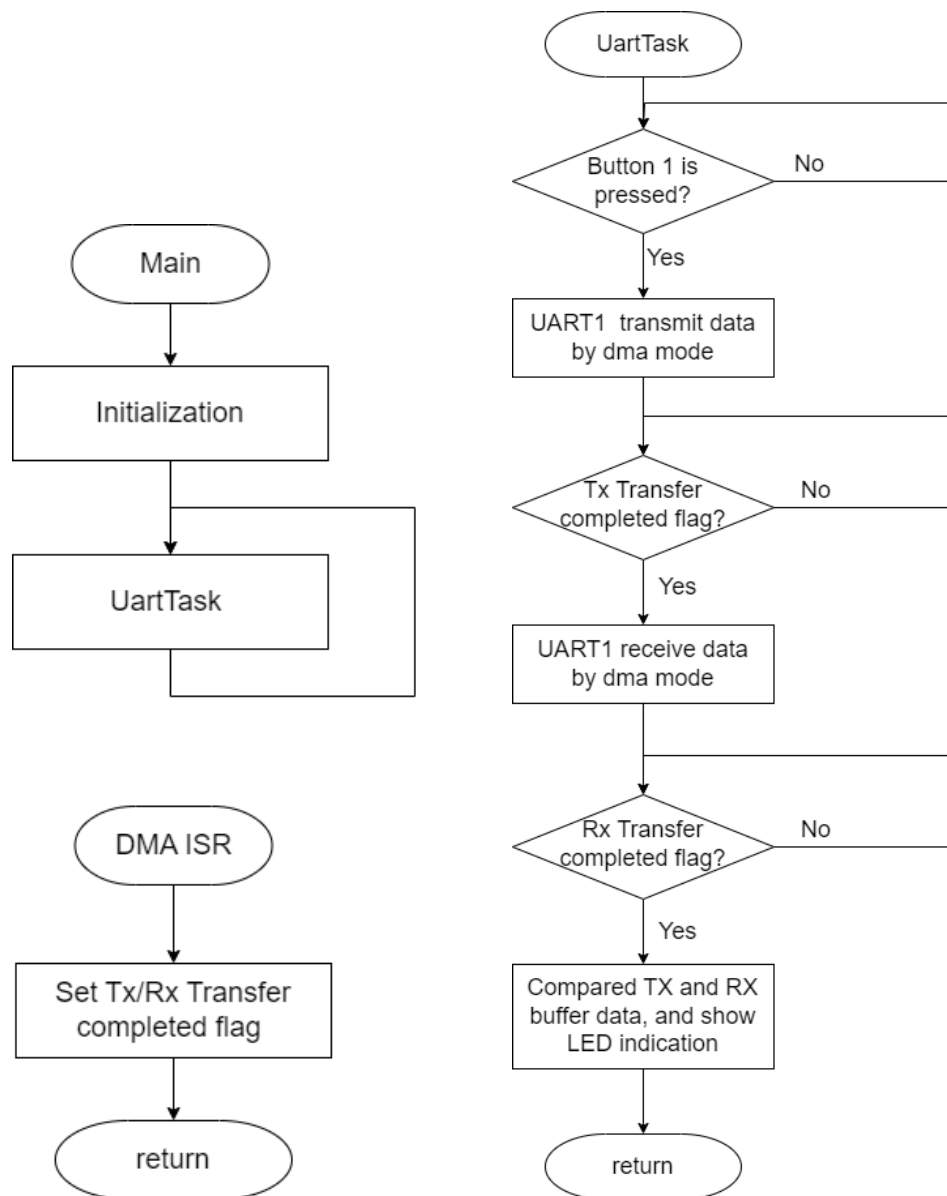 Main
Initialization
UartTask
DMA ISR
Set Tx/Rx Transfer
completed flag
return
UartTask
Button 1 is
pressed?
No
Yes
UART1 transmit data
by dma mode
Tx Transfer
completed flag?
No
Yes
UART1 receive data
by dma mode
Rx Transfer
completed flag?
No
Yes
Compared TX and RX
buffer data, and show
LED indication
return